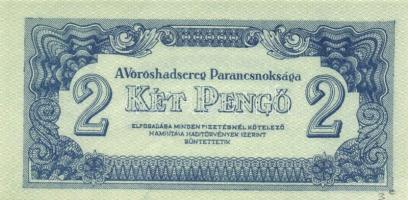 A Vöröshadsereg Parancsnoksága
2 KÉT PENGŐ 2
ELFOGADÁSA MINDEN FIZETÉSNÉL KÖTELEZŐ
HAMISÍTÁSA HADITÖRVÉNYEK SZERINT
BÜNTETTETIK